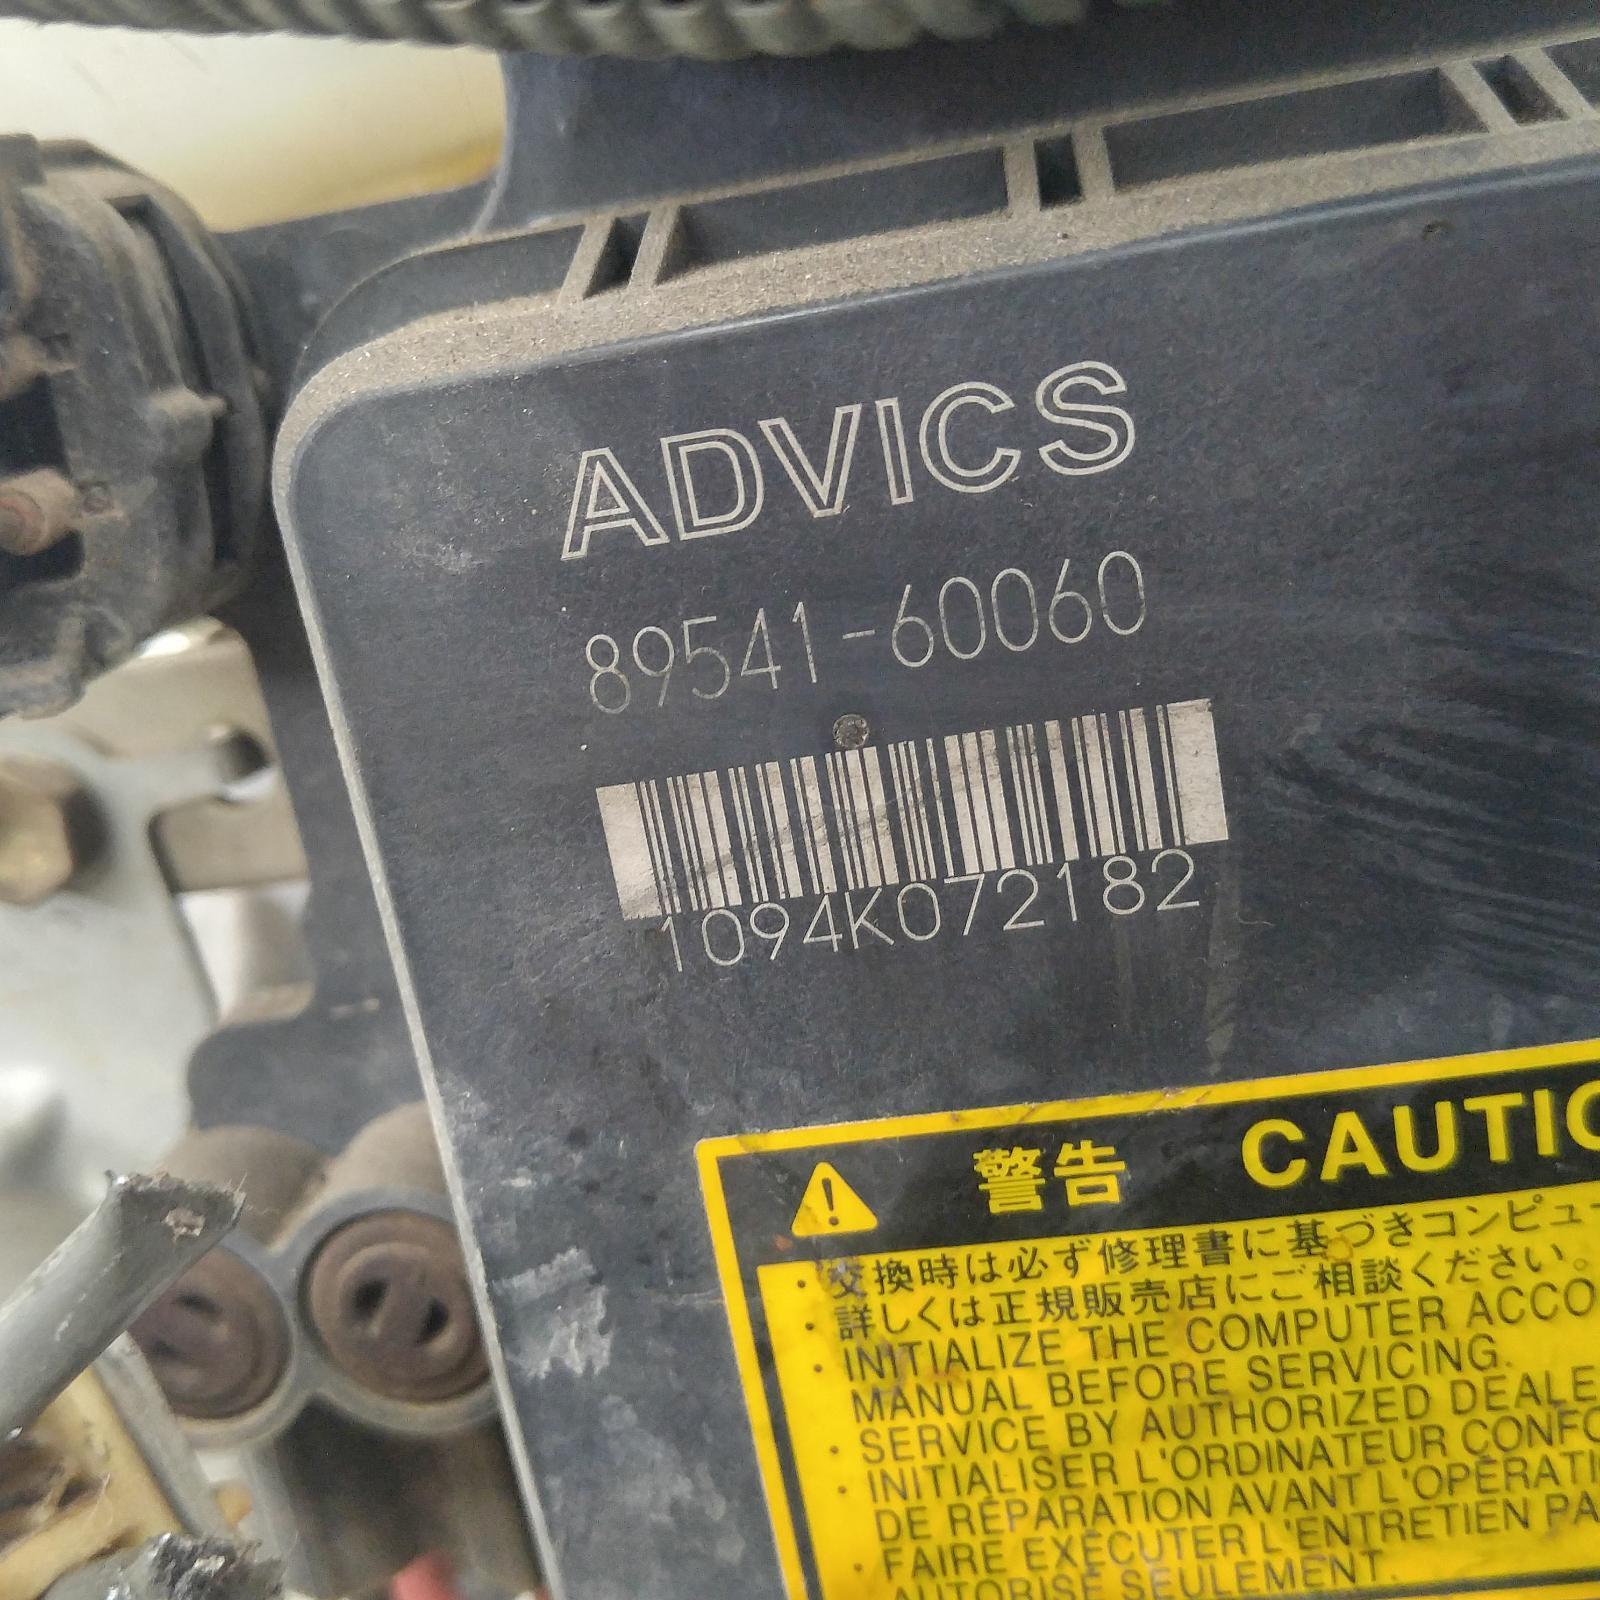 ADVICS
89541-60060
1094K072182
警告 CAUTIO
・交換時は必ず修理書に基づきコンピュー
・詳しくは正規販売店にご相談ください。
・INITIALIZE THE COMPUTER ACCO
MANUAL BEFORE SERVICING.
・SERVICE BY AUTHORIZED DEALE
・INITIALISER L'ORDINATEUR CONFO
DE RÉPARATION AVANT L'OPÉRATI
・FAIRE EXÉCUTER L'ENTRETIEN PA
AUTORISÉ SEULEMENT.